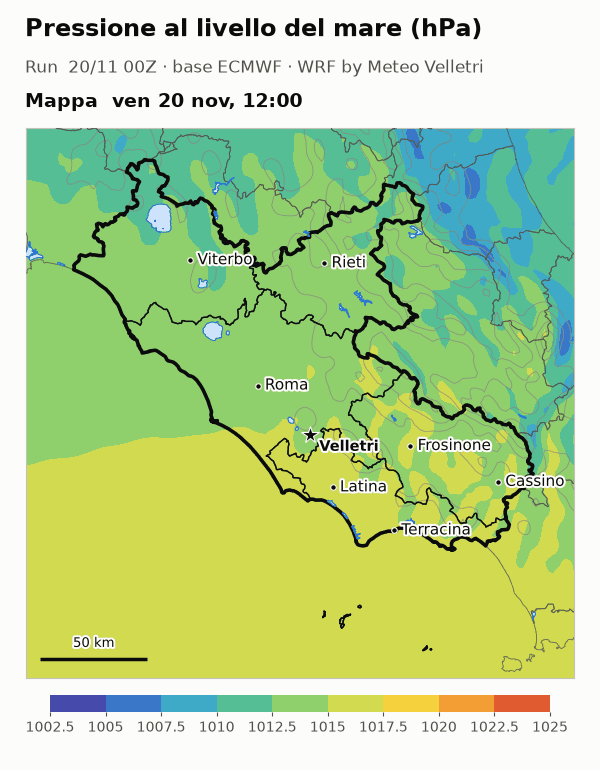 Pressione al livello del mare (hPa)
Run  20/11 00Z · base ECMWF · WRF by Meteo Velletri
Mappa  ven 20 nov, 12:00
Viterbo
Rieti
Roma
Velletri
Frosinone
Cassino
Latina
Terracina
50 km
1002.5 1005 1007.5 1010 1012.5 1015 1017.5 1020 1022.5 1025